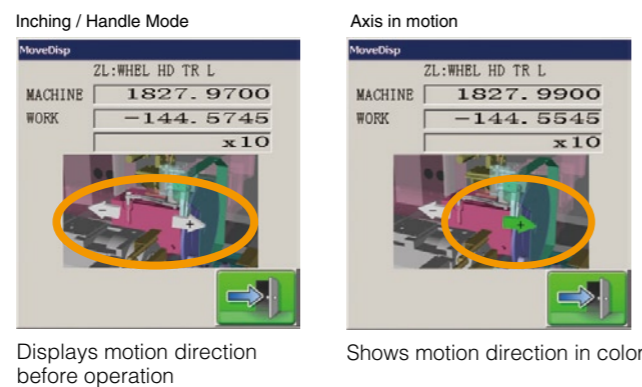 Inching / Handle Mode
MoveDisp
ZL:WHEL HD TR L
MACHINE 1827.9700
WORK -144.5745
x10
- +
Displays motion direction
before operation
Axis in motion
MoveDisp
ZL:WHEL HD TR L
MACHINE 1827.9900
WORK -144.5545
x10
- +
Shows motion direction in color